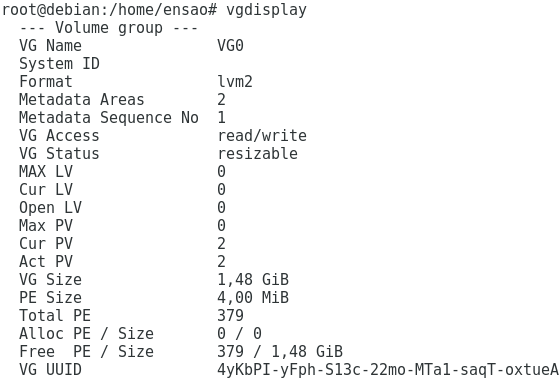 root@debian:/home/ensao# vgdisplay
--- Volume group ---
VG Name VG0
System ID
Format lvm2
Metadata Areas 2
Metadata Sequence No 1
VG Access read/write
VG Status resizable
MAX LV 0
Cur LV 0
Open LV 0
Max PV 0
Cur PV 2
Act PV 2
VG Size 1,48 GiB
PE Size 4,00 MiB
Total PE 379
Alloc PE / Size 0 / 0
Free PE / Size 379 / 1,48 GiB
VG UUID 4yKbPI-yFph-S13c-22mo-MTa1-saqT-oxtueA